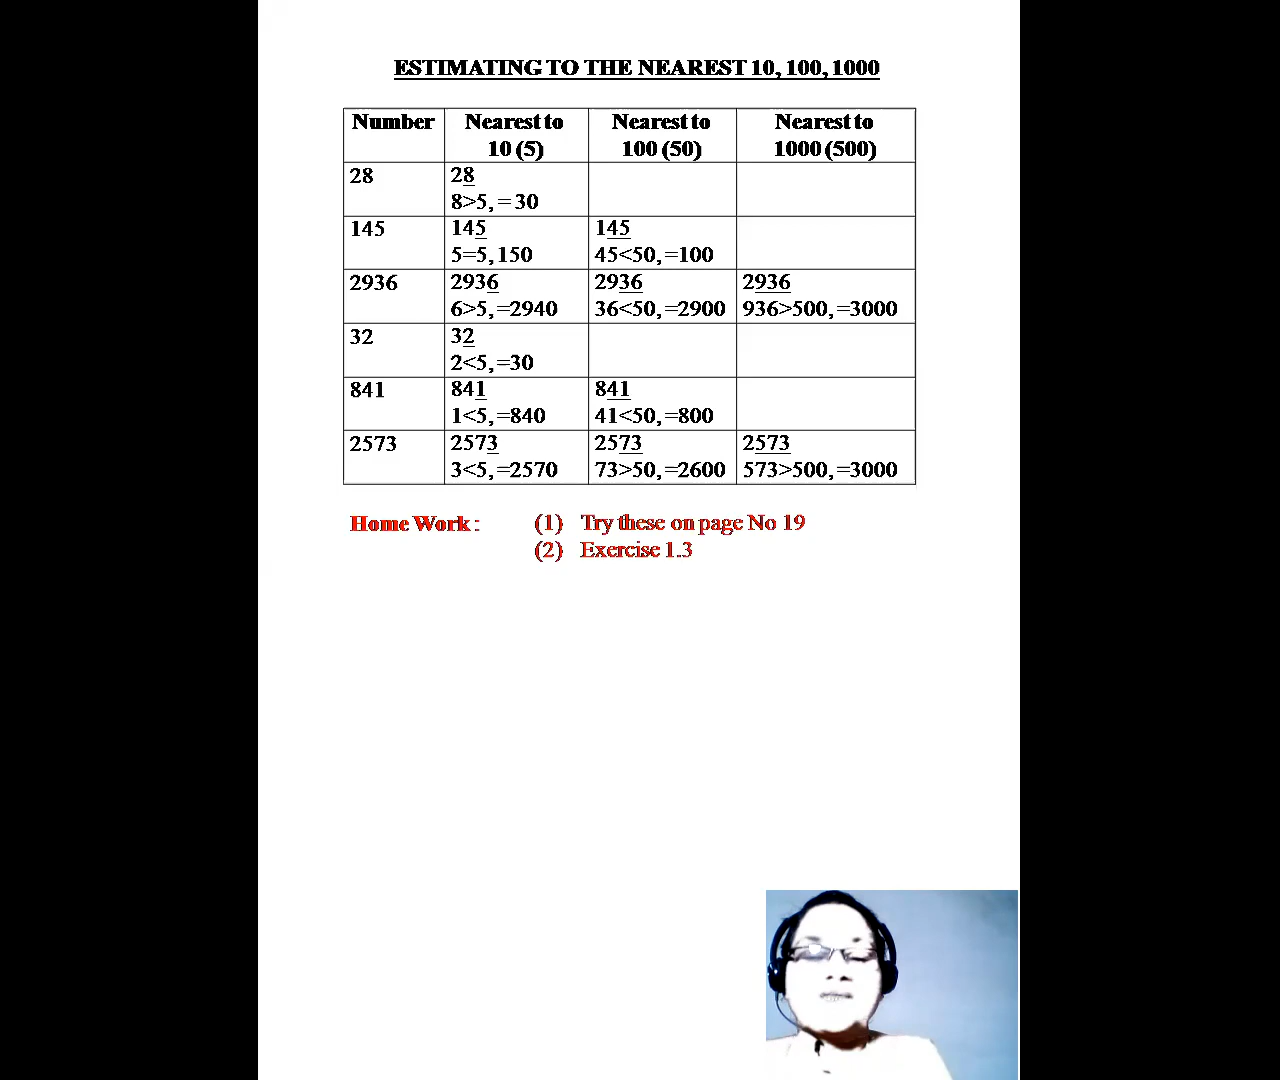 ESTIMATING TO THE NEAREST 10, 100, 1000
Number Nearest to 10 (5) Nearest to 100 (50) Nearest to 1000 (500)
28 28
8>5, = 30
145 145 145
5=5, 150 45<50, =100
2936 2936 2936 2936
6>5, =2940 36<50, =2900 936>500, =3000
32 32
2<5, =30
841 841 841
1<5, =840 41<50, =800
2573 2573 2573 2573
3<5, =2570 73>50, =2600 573>500, =3000
Home Work : (1) Try these on page No 19
(2) Exercise 1.3